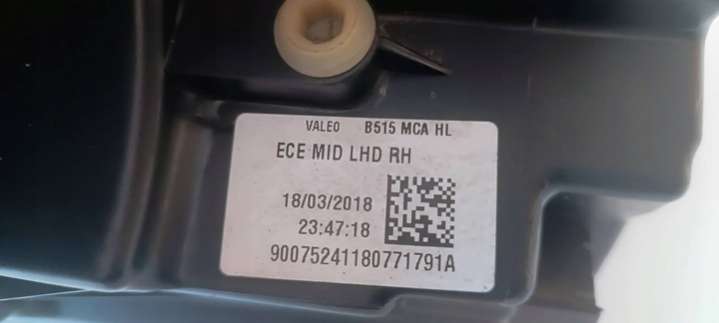 VALEO B515 MCA HL
ECE MID LHD RH
18/03/2018
23:47:18
90075241180771791A